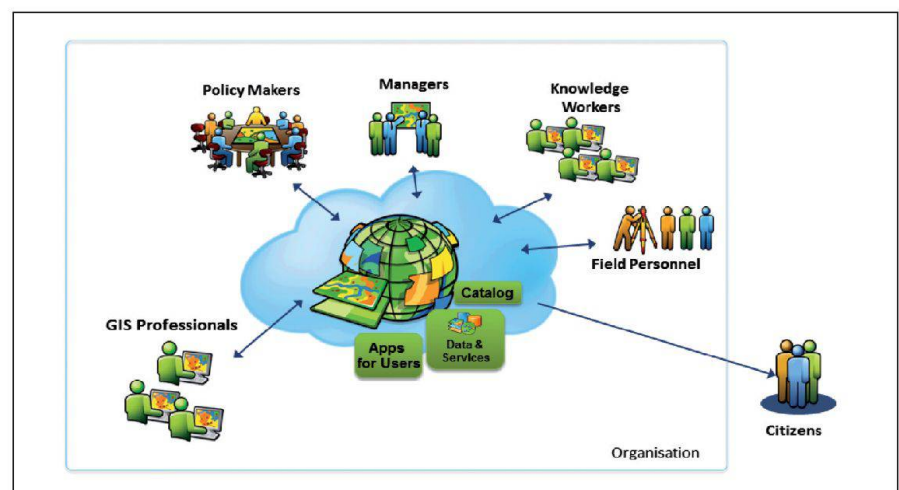 Policy Makers
Managers
Knowledge
Workers
Field Personnel
Catalog
GIS Professionals
Apps
for Users
Data &
Services
Citizens
Organisation